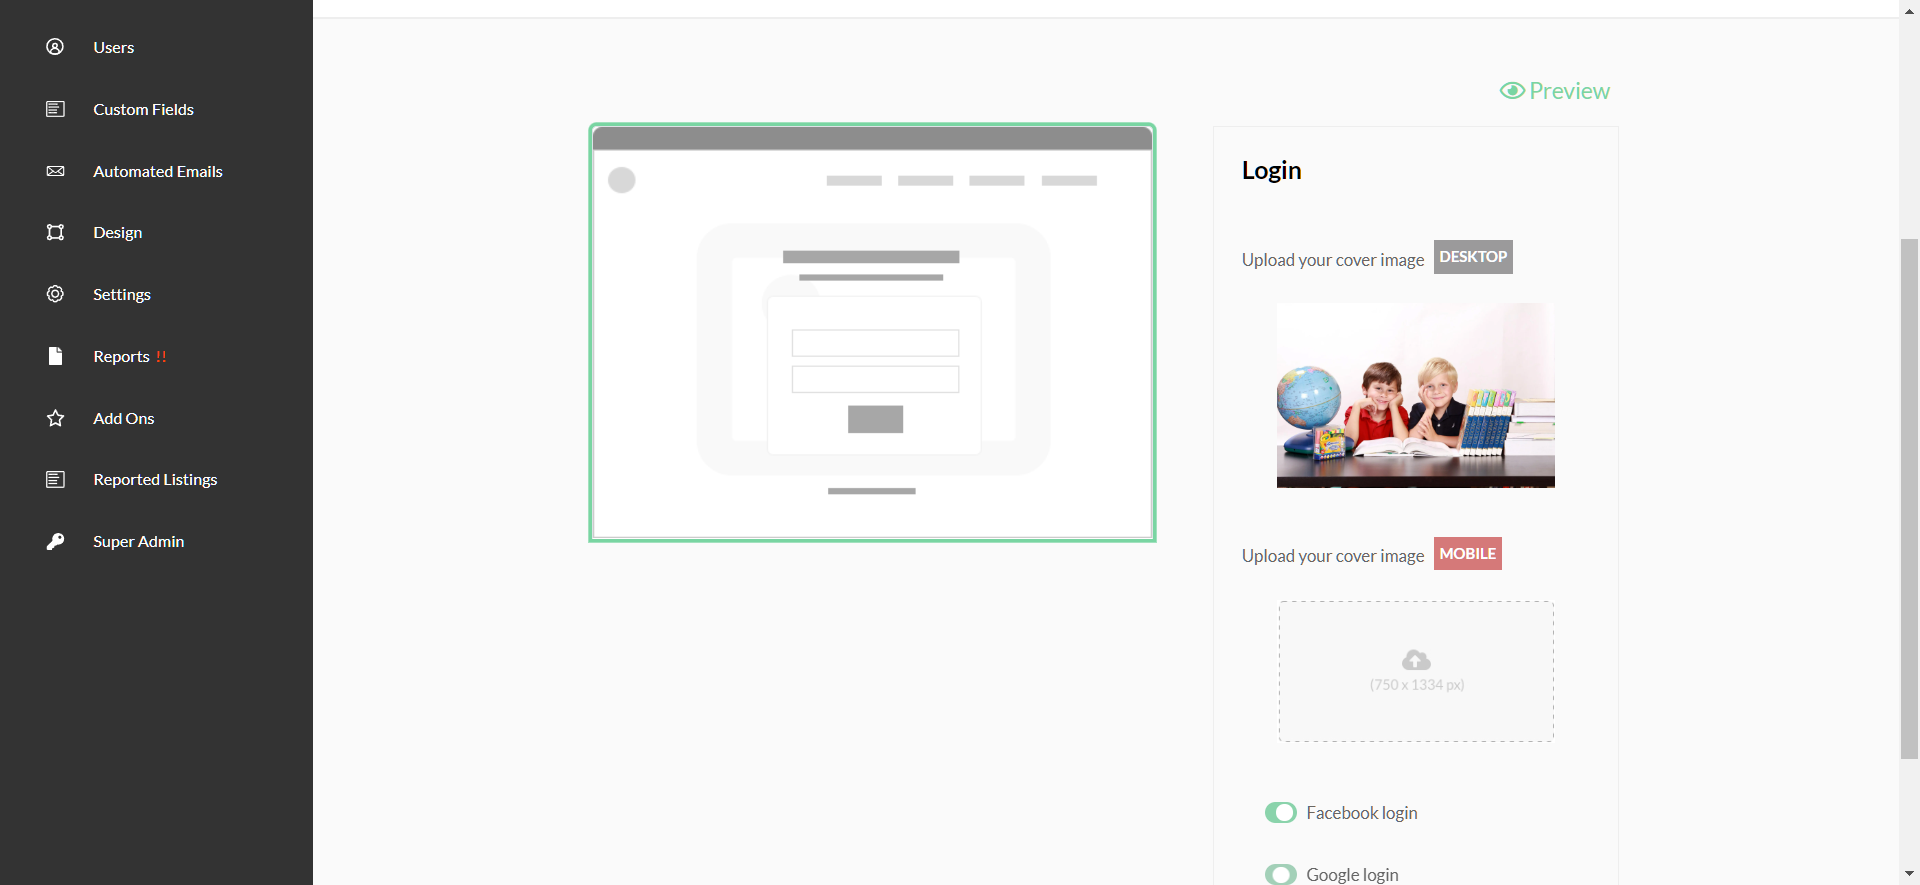 Users
Custom Fields
Automated Emails
Design
Settings
Reports !!
Add Ons
Reported Listings
Super Admin
Preview
Login
Upload your cover image DESKTOP
Upload your cover image MOBILE
(750 x 1334 px)
Facebook login
Google login